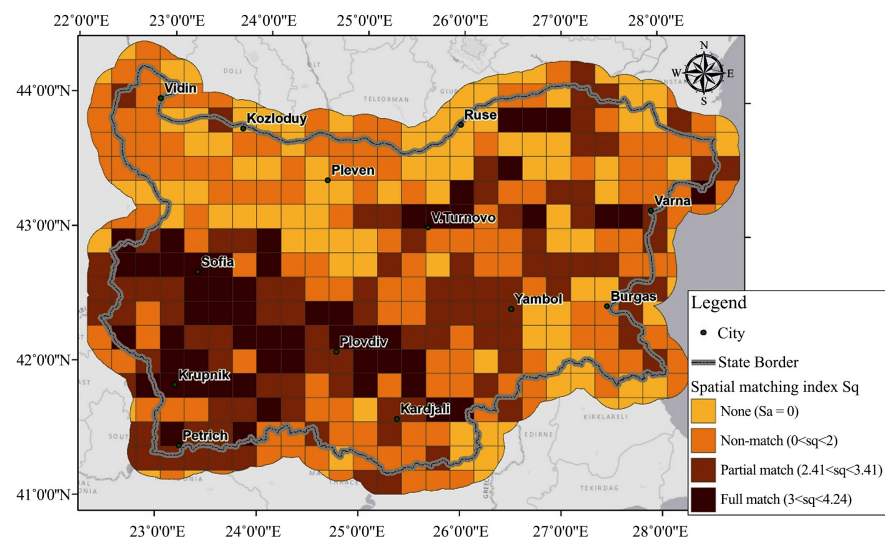 22°0'0"E 23°0'0"E 24°0'0"E 25°0'0"E 26°0'0"E 27°0'0"E 28°0'0"E
N
W E
S
44°0'0"N
43°0'0"N
42°0'0"N
41°0'0"N
DOLJ
OLT
TELEORMAN
GIU
Vidin
Kozloduy
Ruse
Pleven
V.Turnovo
Varna
Sofia
Yambol
Burgas
Plovdiv
Krupnik
Kardjali
Petrich
EDIRNE
KIRKLARELI
TEKIRDAG
Legend
City
State Border
Spatial matching index Sq
None (Sa = 0)
Non-match (0<sq<2)
Partial match (2.41<sq<3.41)
Full match (3<sq<4.24)
23°0'0"E 24°0'0"E 25°0'0"E 26°0'0"E 27°0'0"E 28°0'0"E